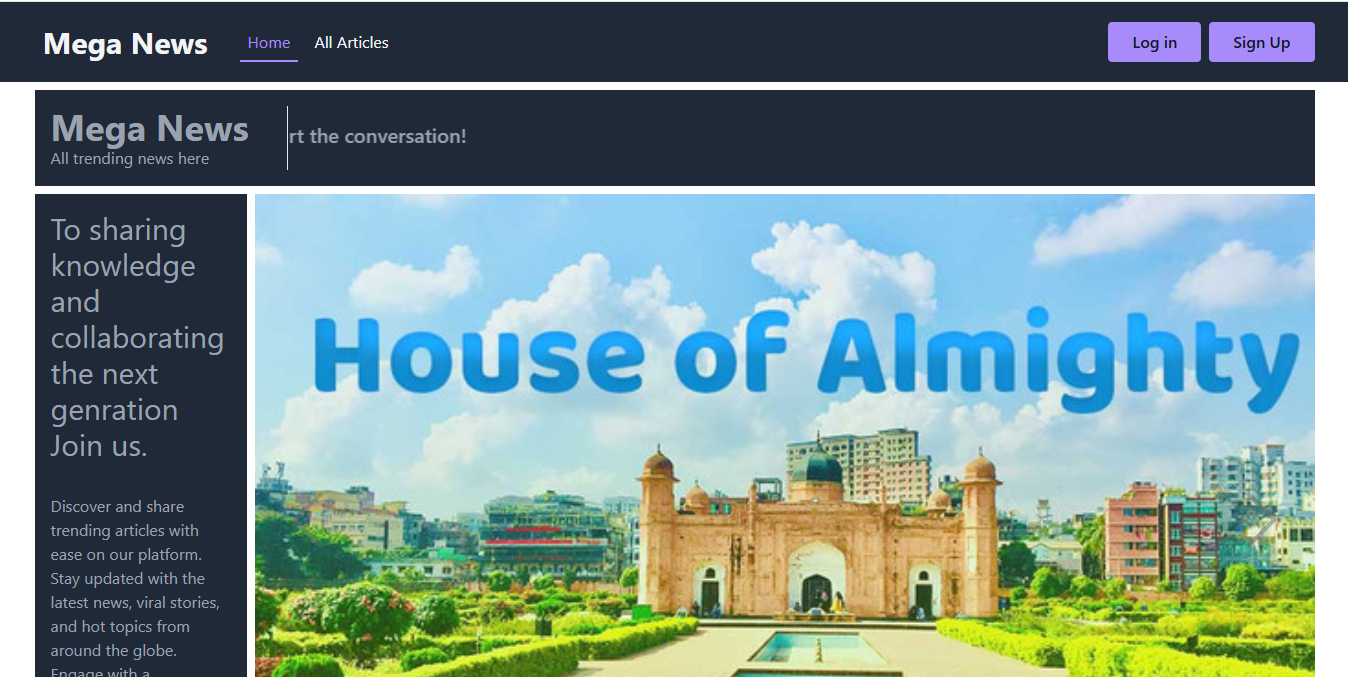 Mega News
Home
All Articles
Log in
Sign Up
Mega News
All trending news here
rt the conversation!
To sharing
knowledge
and
collaborating
the next
genration
Join us.
Discover and share
trending articles with
ease on our platform.
Stay updated with the
latest news, viral stories,
and hot topics from
around the globe.
Engage with a
House of Almighty